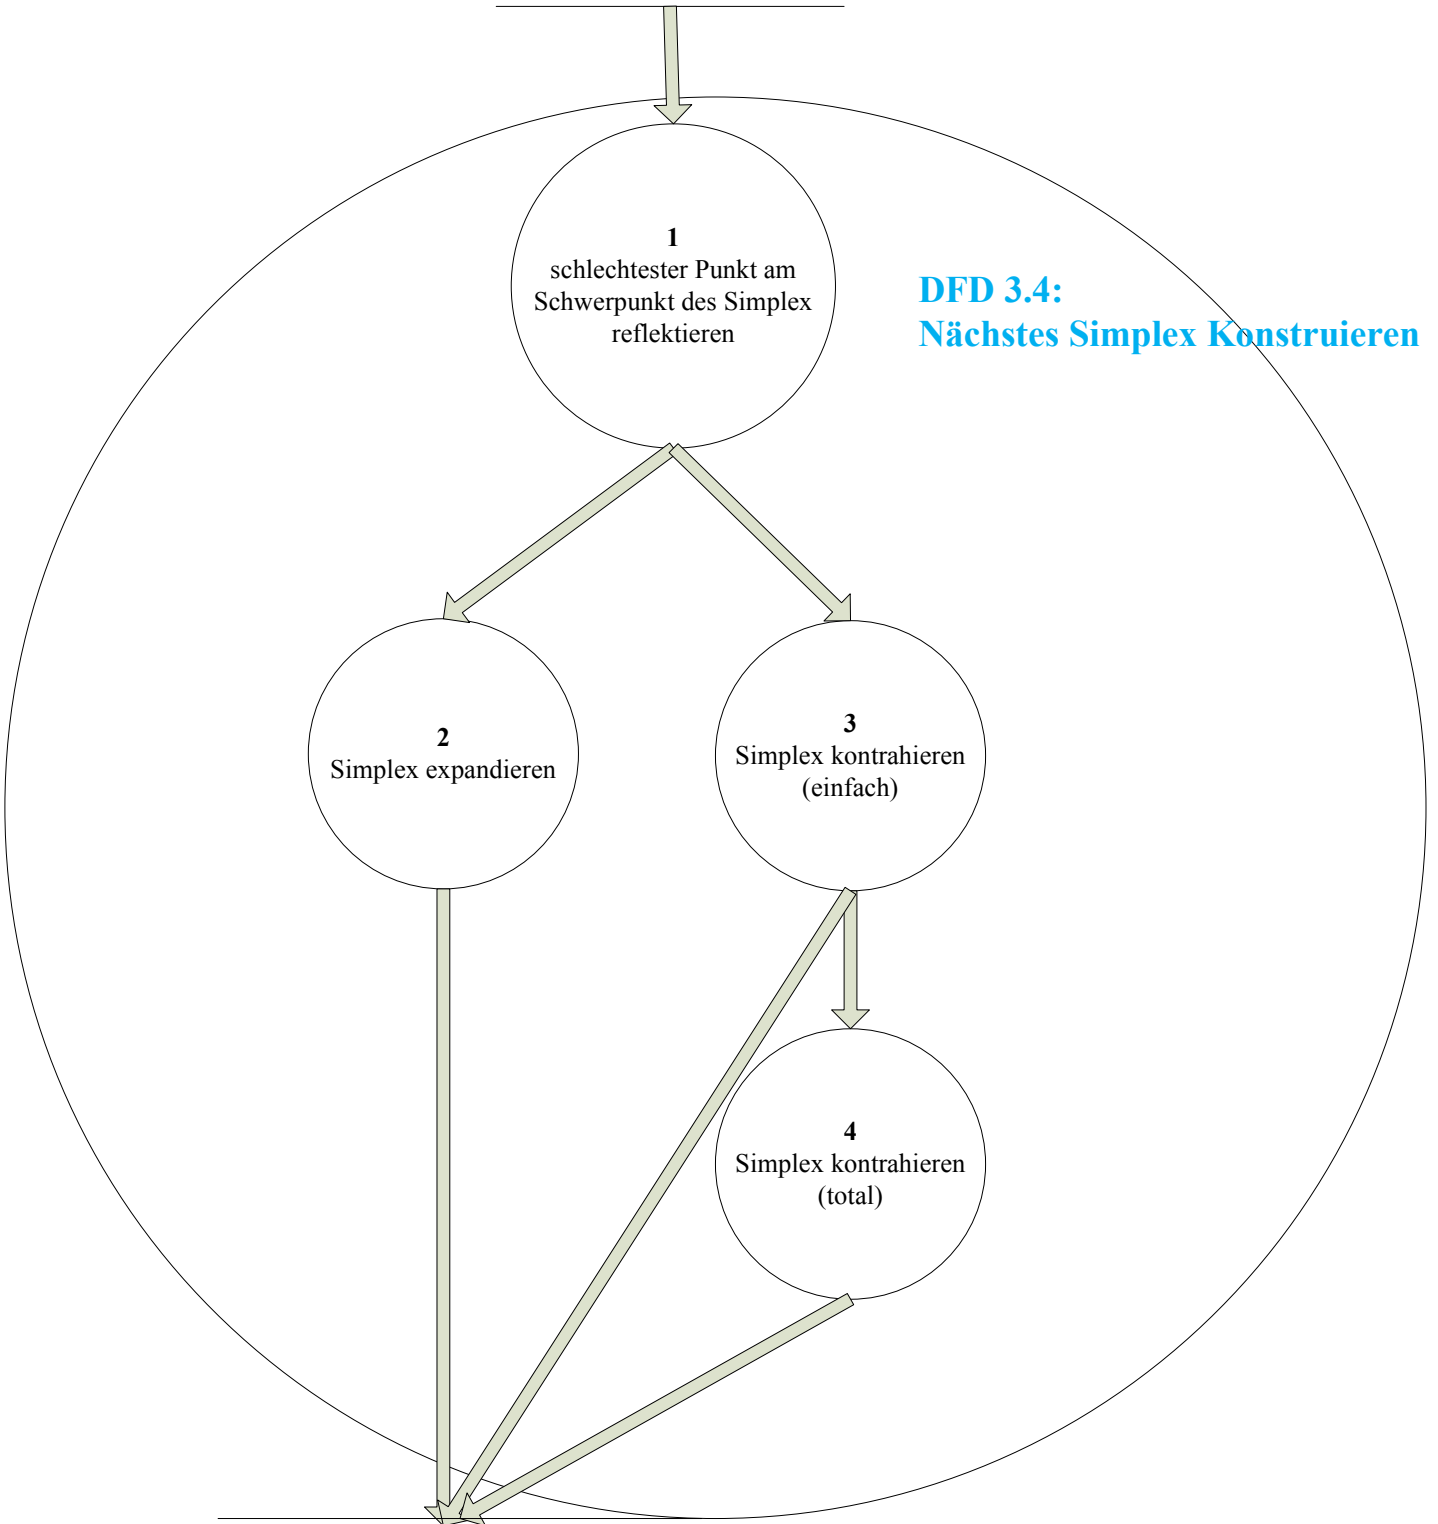 1
schlechtester Punkt am
Schwerpunkt des Simplex
reflektieren
DFD 3.4:
Nächstes Simplex Konstruieren
2
Simplex expandieren
3
Simplex kontrahieren
(einfach)
4
Simplex kontrahieren
(total)